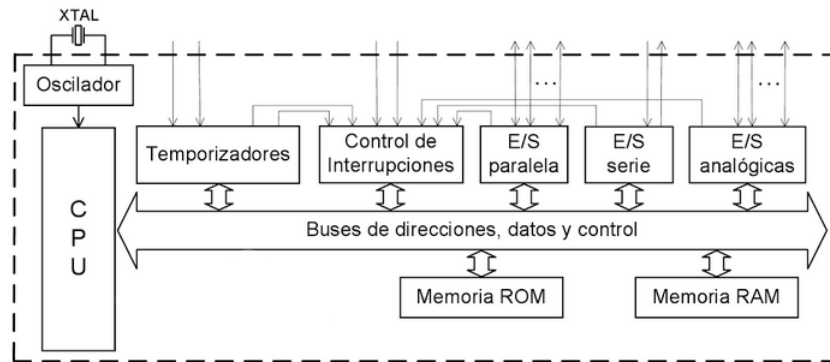 XTAL
Oscilador
...
...
Temporizadores
Control de
Interrupciones
E/S
paralela
E/S
serie
E/S
analógicas
C
P
U
Buses de direcciones, datos y control
Memoria ROM
Memoria RAM